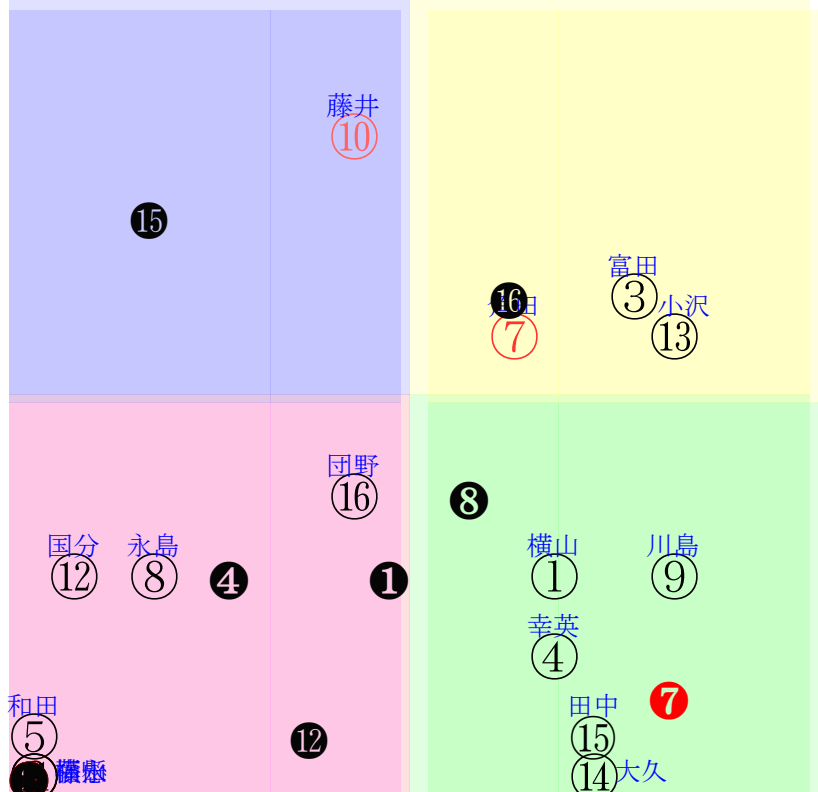 藤井
⑩
⓯
富田
⓰
③
小沢
⑦
⑬
団野
⑯
❽
国分
永島
横山
川島
⑫
⑧
❹
❶
①
⑨
幸英
④
❼
和田
田中
⑤
⓬
⑮
大久
⑭